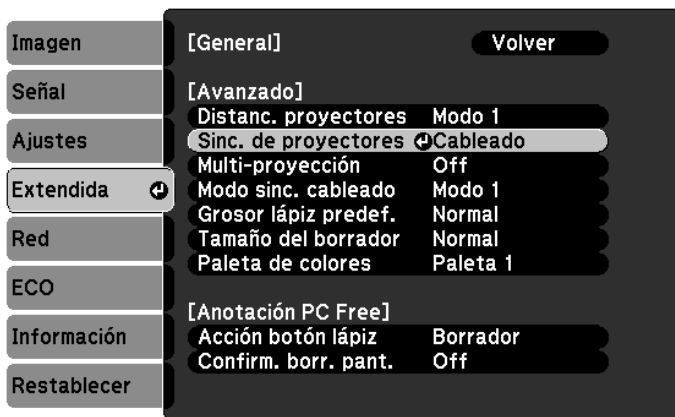 Imagen
Señal
Ajustes
Extendida
Red
ECO
Información
Restablecer
[General] Volver
[Avanzado]
Distanc. proyectores Modo 1
Sinc. de proyectores Cableado
Multi-proyección Off
Modo sinc. cableado Modo 1
Grosor lápiz predef. Normal
Tamaño del borrador Normal
Paleta de colores Paleta 1
[Anotación PC Free]
Acción botón lápiz Borrador
Confirm. borr. pant. Off